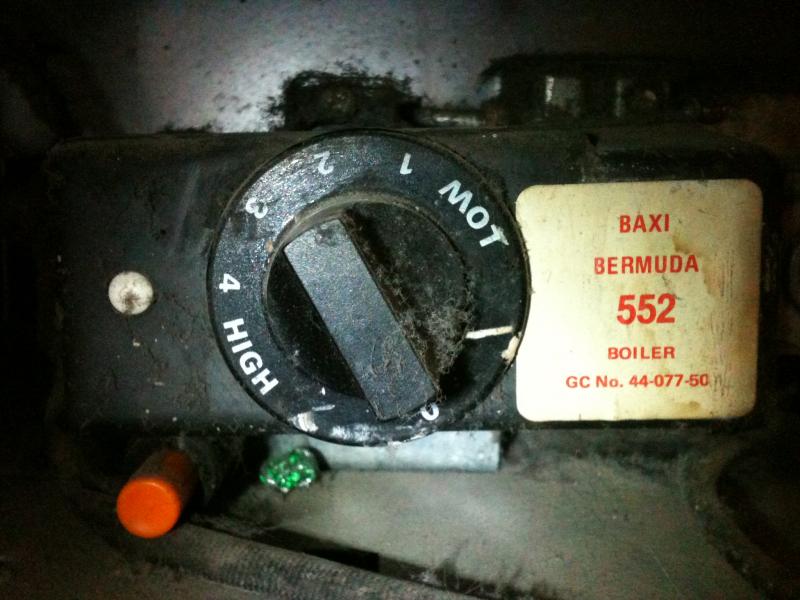 LOW
1
2
3
4
HIGH
BAXI
BERMUDA
552
BOILER
GC No. 44-077-50